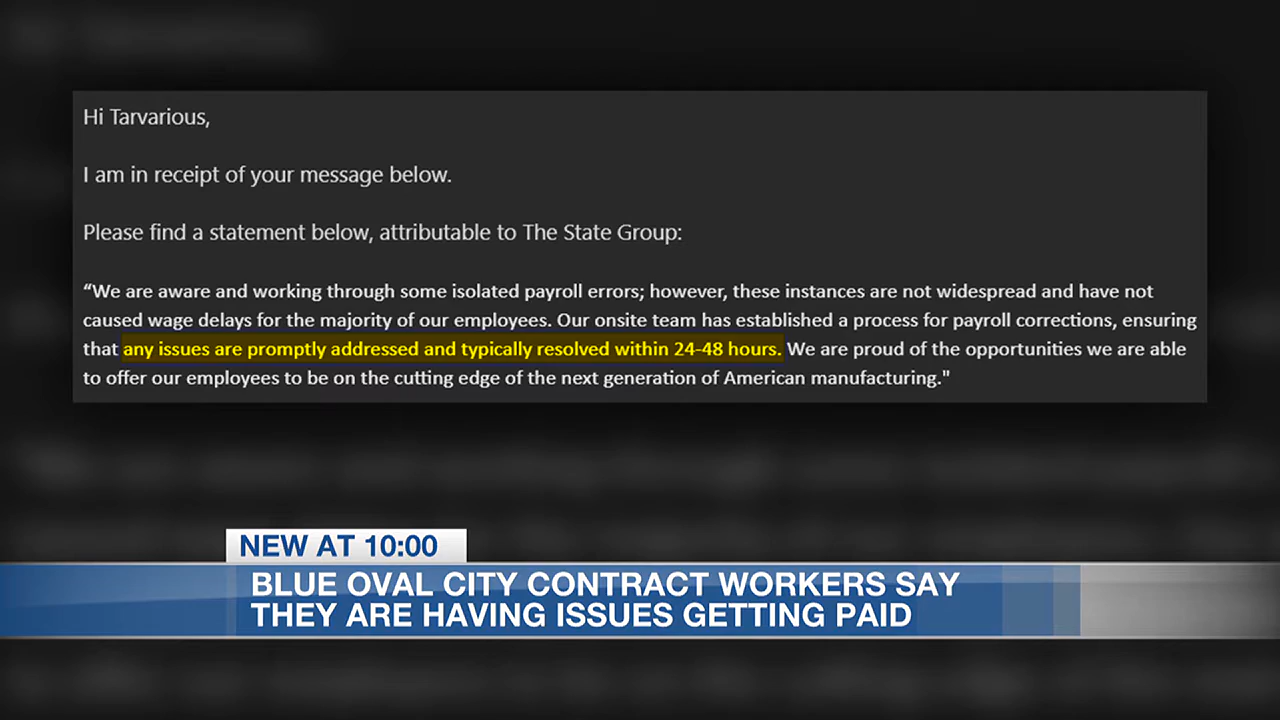 Hi Tarvarious,
I am in receipt of your message below.
Please find a statement below, attributable to The State Group:
“We are aware and working through some isolated payroll errors; however, these instances are not widespread and have not
caused wage delays for the majority of our employees. Our onsite team has established a process for payroll corrections, ensuring
that any issues are promptly addressed and typically resolved within 24-48 hours. We are proud of the opportunities we are able
to offer our employees to be on the cutting edge of the next generation of American manufacturing."
NEW AT 10:00
BLUE OVAL CITY CONTRACT WORKERS SAY
THEY ARE HAVING ISSUES GETTING PAID